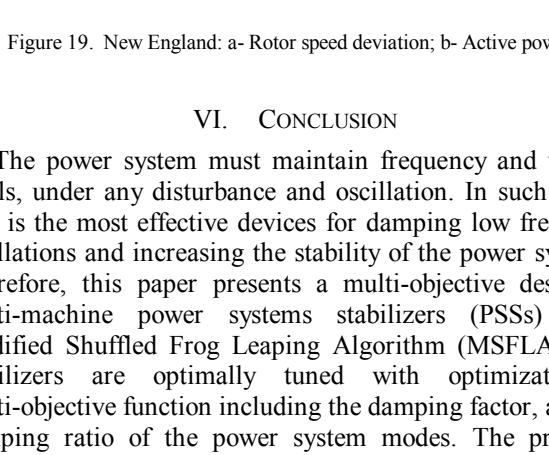 Figure 19. New England: a- Rotor speed deviation; b- Active pow
VI. CONCLUSION
The power system must maintain frequency and
ls, under any disturbance and oscillation. In such
is the most effective devices for damping low fre
llations and increasing the stability of the power sy
refore, this paper presents a multi-objective des
ti-machine power systems stabilizers (PSSs)
dified Shuffled Frog Leaping Algorithm (MSFLA
ilizers are optimally tuned with optimizat
ti-objective function including the damping factor, a
ping ratio of the power system modes. The pr